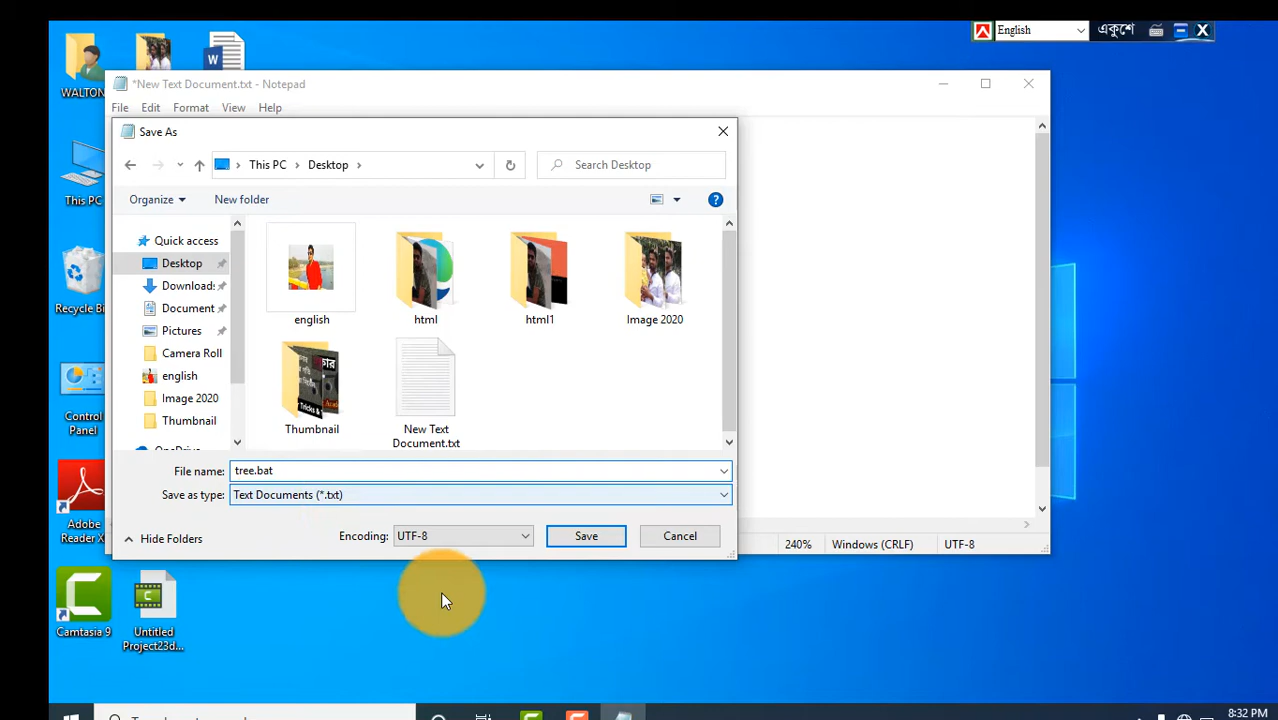 English
একুশে
WALTON
*New Text Document.txt - Notepad
File Edit Format View Help
Save As
This PC > Desktop >
Search Desktop
Organize
New folder
Quick access
Desktop
Download
Document
Pictures
Camera Roll
english
Image 2020
Thumbnail
english
html
html1
Image 2020
Thumbnail
New Text
Document.txt
This PC
Recycle Bi
Control
Panel
Adobe
Reader X
File name: tree.bat
Save as type: Text Documents (*.txt)
Hide Folders
Encoding: UTF-8
Save
Cancel
240%
Windows (CRLF)
UTF-8
Camtasia 9
Untitled
Project23d...
8:32 PM